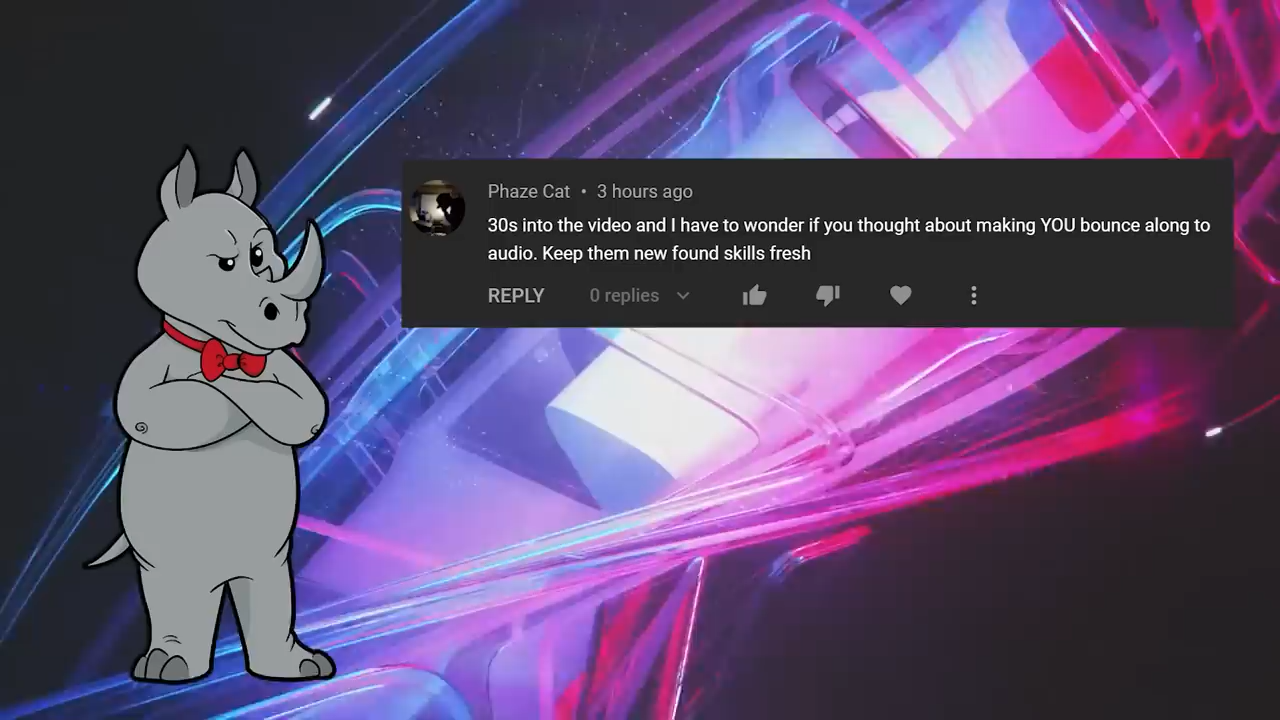 Phaze Cat • 3 hours ago
30s into the video and I have to wonder if you thought about making YOU bounce along to
audio. Keep them new found skills fresh
REPLY 0 replies